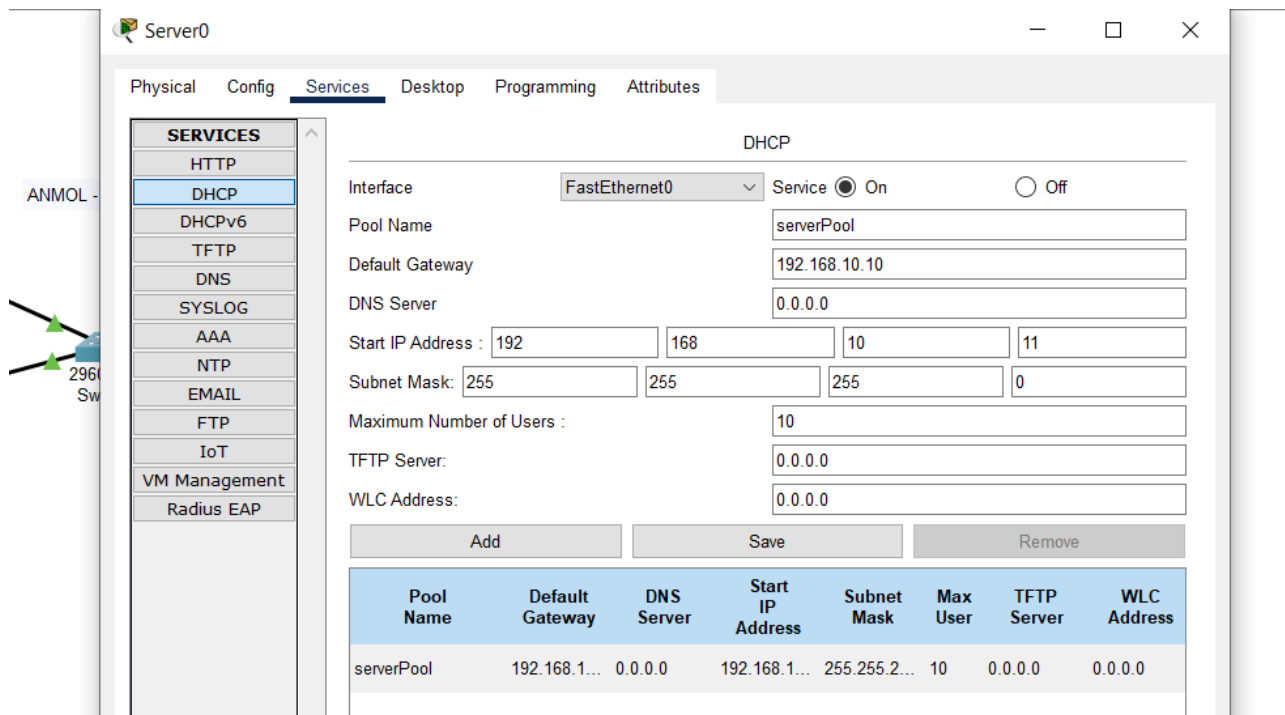 Server0
Physical Config Services Desktop Programming Attributes
SERVICES
HTTP
DHCP
DHCPv6
TFTP
DNS
SYSLOG
AAA
NTP
EMAIL
FTP
IoT
VM Management
Radius EAP
ANMOL -
2960
Sw
DHCP
Interface FastEthernet0 Service On Off
Pool Name serverPool
Default Gateway 192.168.10.10
DNS Server 0.0.0.0
Start IP Address : 192 168 10 11
Subnet Mask: 255 255 255 0
Maximum Number of Users : 10
TFTP Server: 0.0.0.0
WLC Address: 0.0.0.0
Add Save Remove
Pool Name Default Gateway DNS Server Start IP Address Subnet Mask Max User TFTP Server WLC Address
serverPool 192.168.1... 0.0.0.0 192.168.1... 255.255.2... 10 0.0.0.0 0.0.0.0